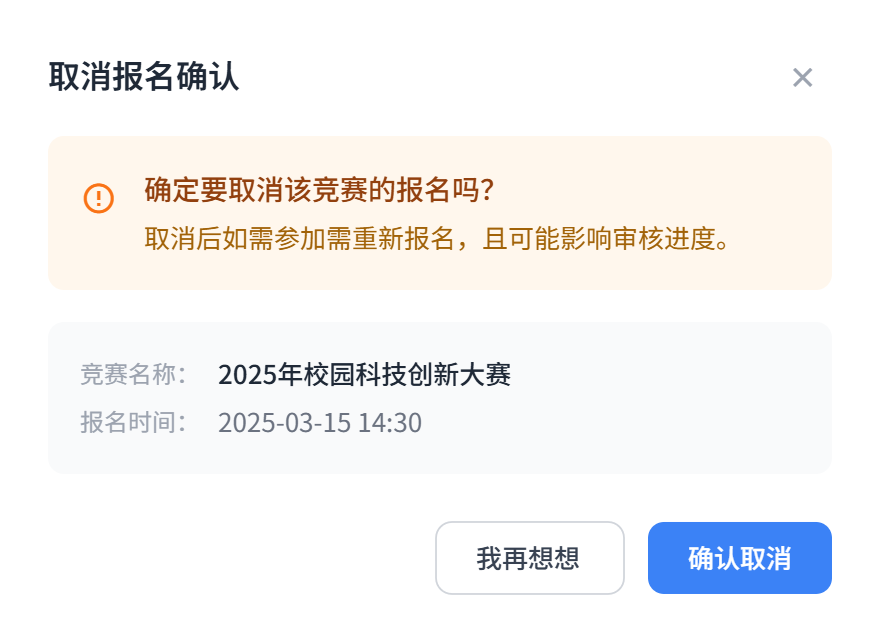 取消报名确认
确定要取消该竞赛的报名吗？
取消后如需参加需重新报名，且可能影响审核进度。
竞赛名称： 2025年校园科技创新大赛
报名时间： 2025-03-15 14:30
我再想想 确认取消